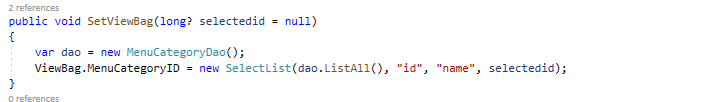 2 references
public void SetViewBag(long? selectedid = null)
{
    var dao = new MenuCategoryDao();
    ViewBag.MenuCategoryID = new SelectList(dao.ListAll(), "id", "name", selectedid);
}
0 references